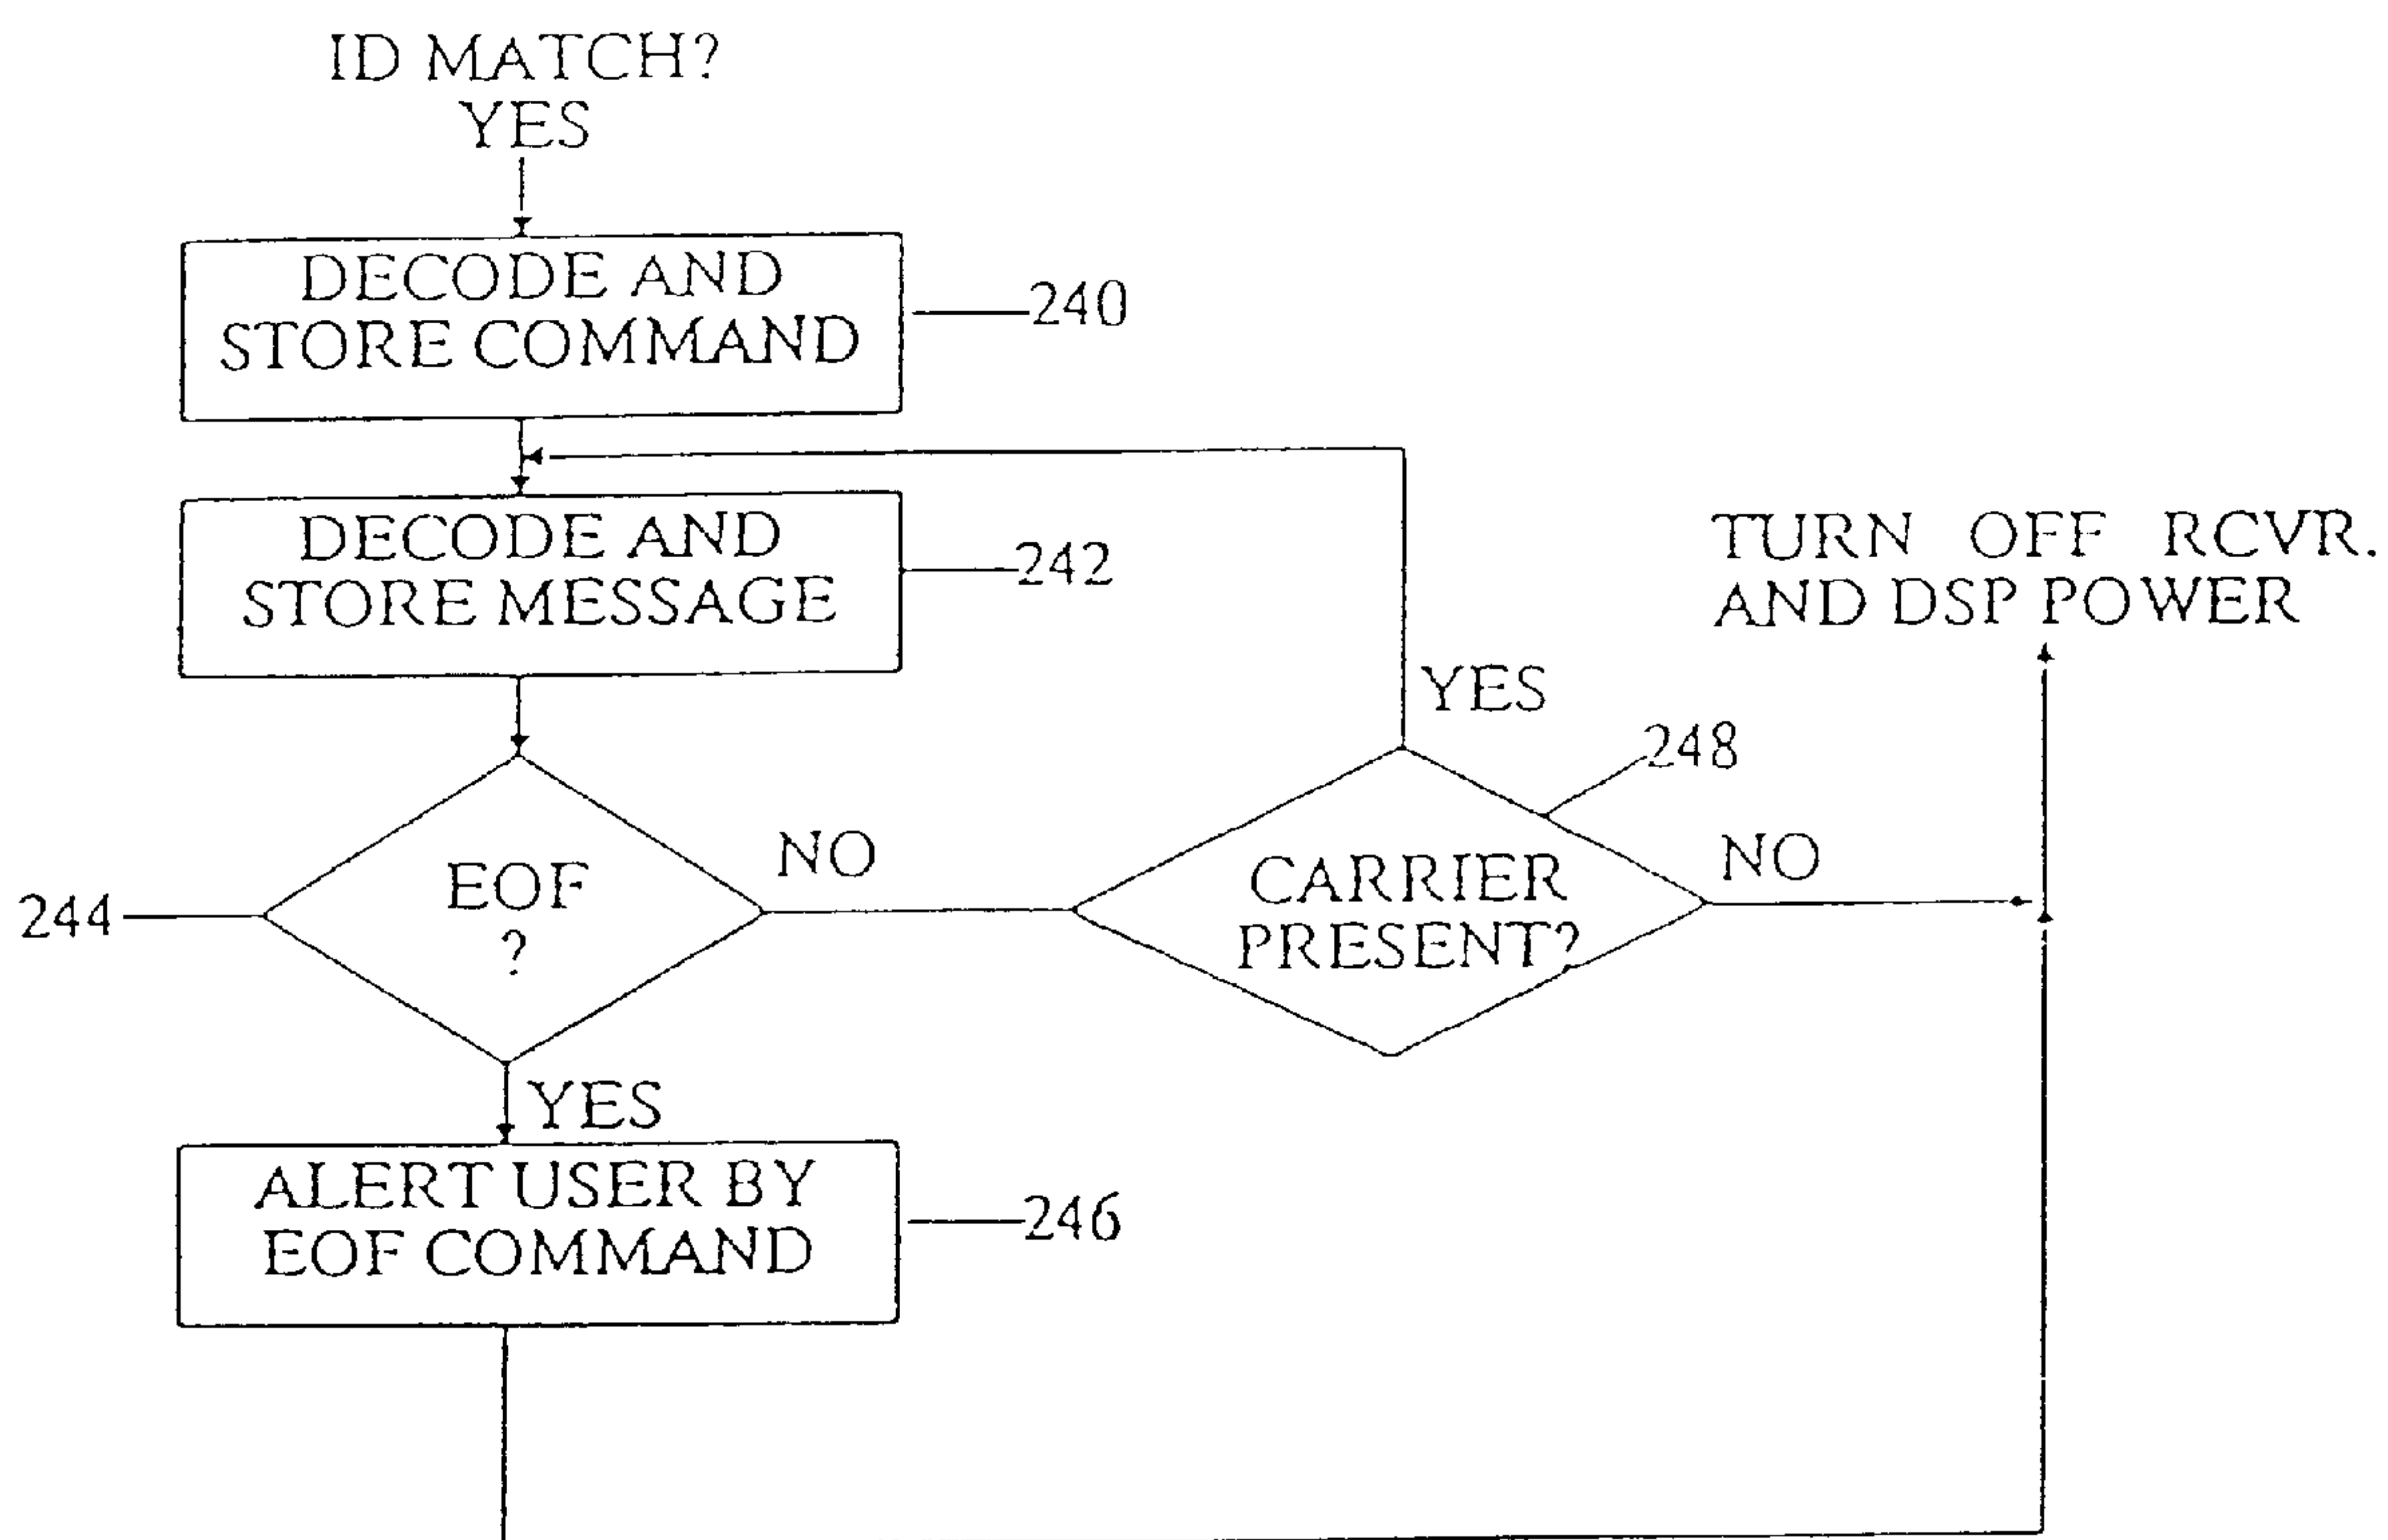 ID MATCH?
YES
DECODE AND
STORE COMMAND
240
DECODE AND
STORE MESSAGE
242
TURN OFF RCVR.
AND DSP POWER
YES
248
EOF
?
244
NO
CARRIER
PRESENT?
NO
YES
ALERT USER BY
EOF COMMAND
246